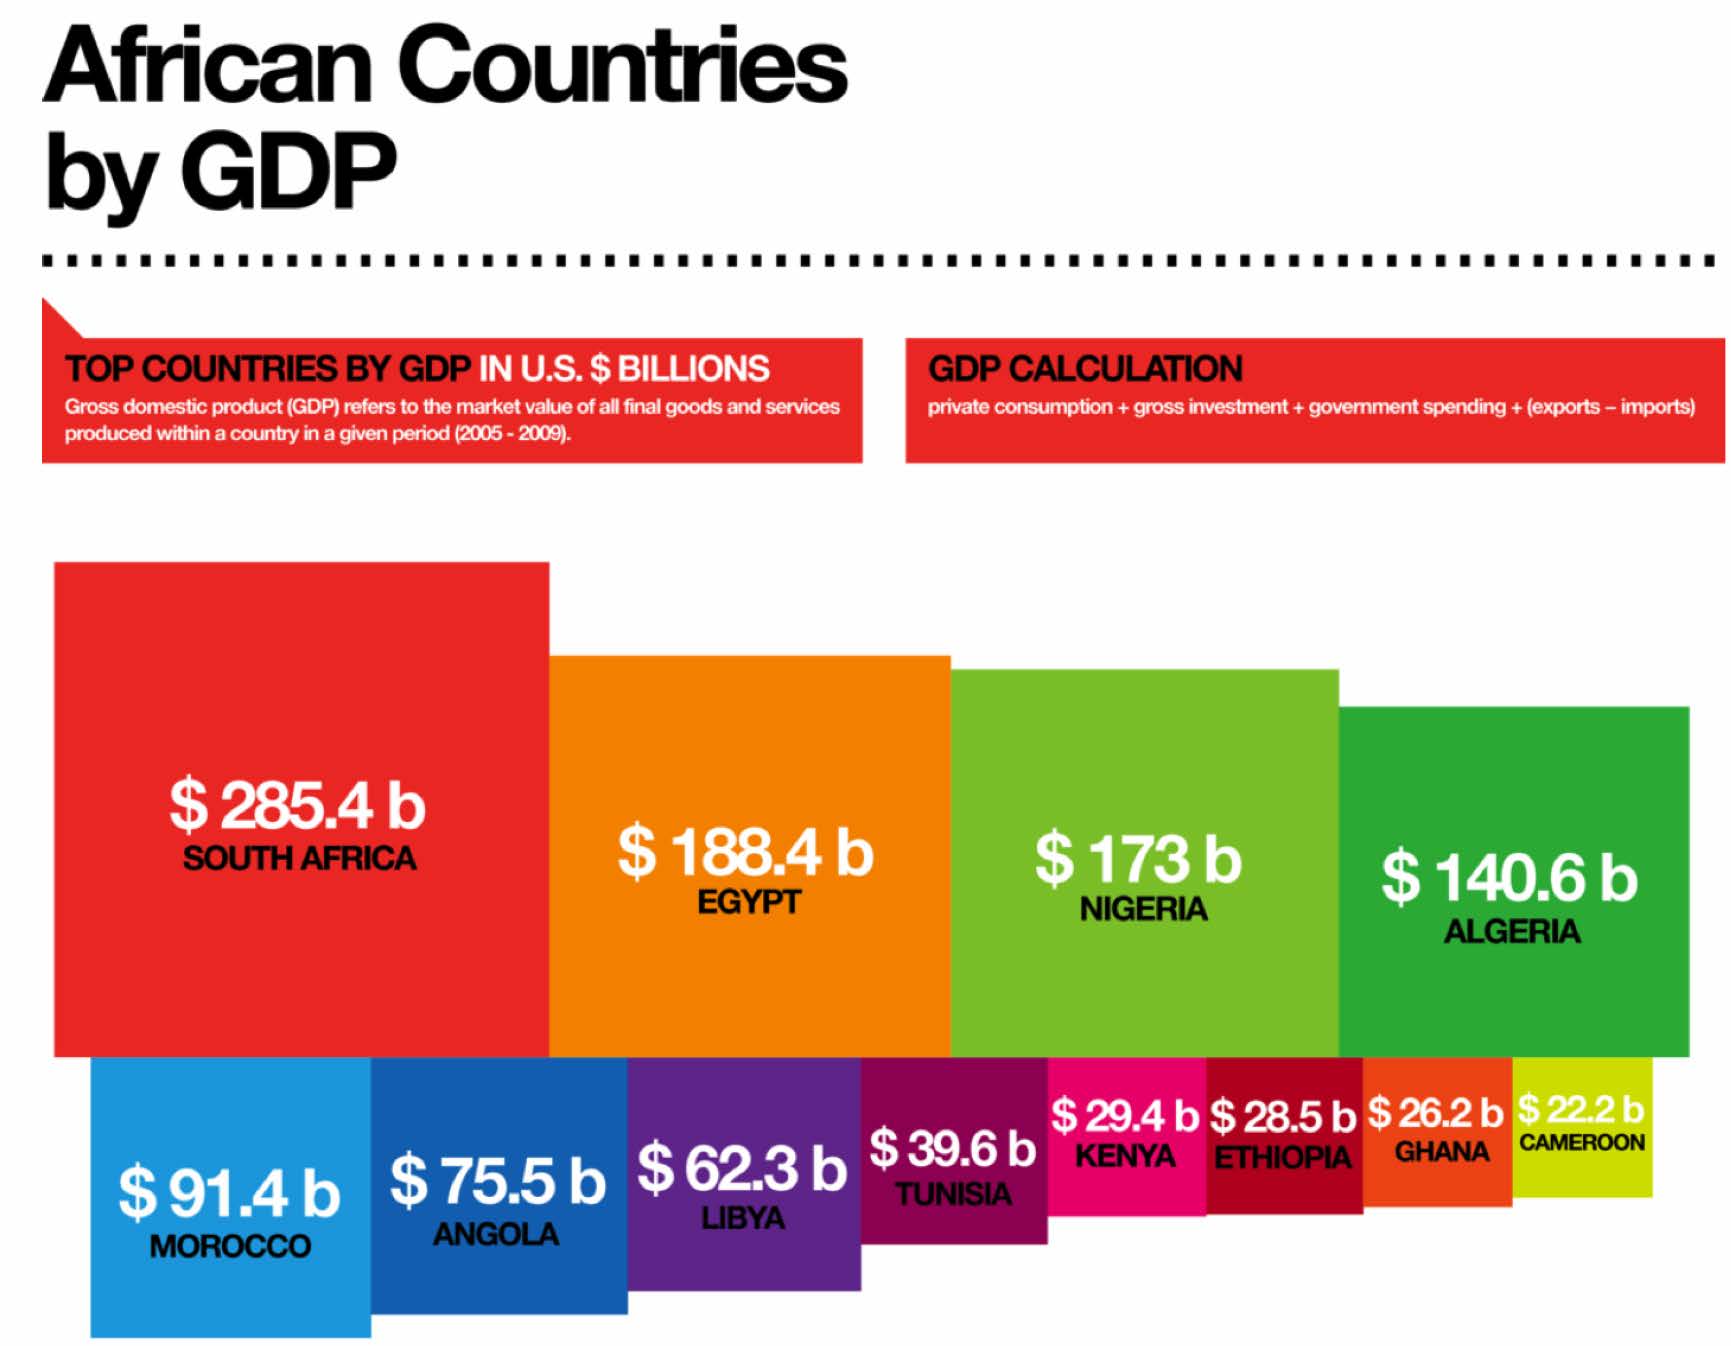 African Countries
by GDP
TOP COUNTRIES BY GDP IN U.S. $ BILLIONS
Gross domestic product (GDP) refers to the market value of all final goods and services
produced within a country in a given period (2005 - 2009).
GDP CALCULATION
private consumption + gross investment + government spending + (exports – imports)
$ 285.4 b
SOUTH AFRICA
$ 188.4 b
EGYPT
$ 173 b
NIGERIA
$ 140.6 b
ALGERIA
$ 91.4 b
MOROCCO
$ 75.5 b
ANGOLA
$ 62.3 b
LIBYA
$ 39.6 b
TUNISIA
$ 29.4 b
KENYA
$ 28.5 b
ETHIOPIA
$ 26.2 b
GHANA
$ 22.2 b
CAMEROON